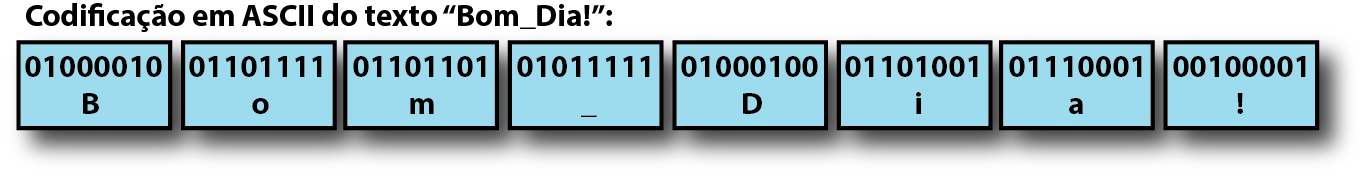 Codificação em ASCII do texto “Bom_Dia!”:
01000010 01101111 01101101 01011111 01000100 01101001 01110001 00100001
B o m _ D i a !